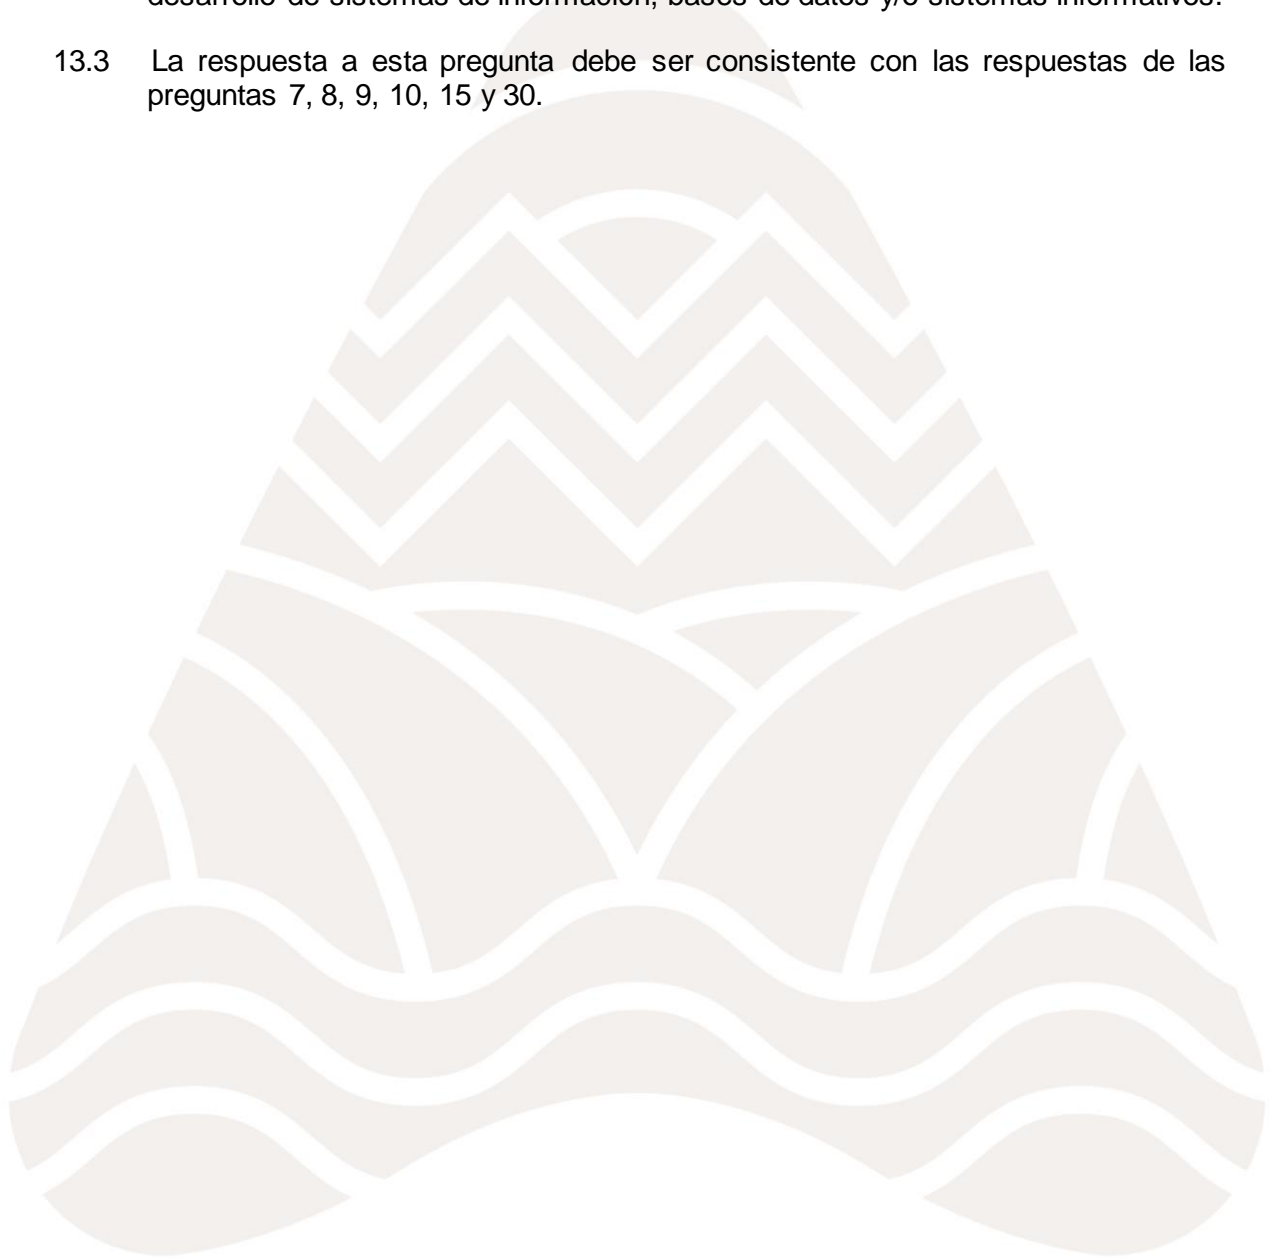 desarrollo de sistemas de información, bases de datos y/o sistemas informativos.
13.3 La respuesta a esta pregunta debe ser consistente con las respuestas de las
preguntas 7, 8, 9, 10, 15 y 30.